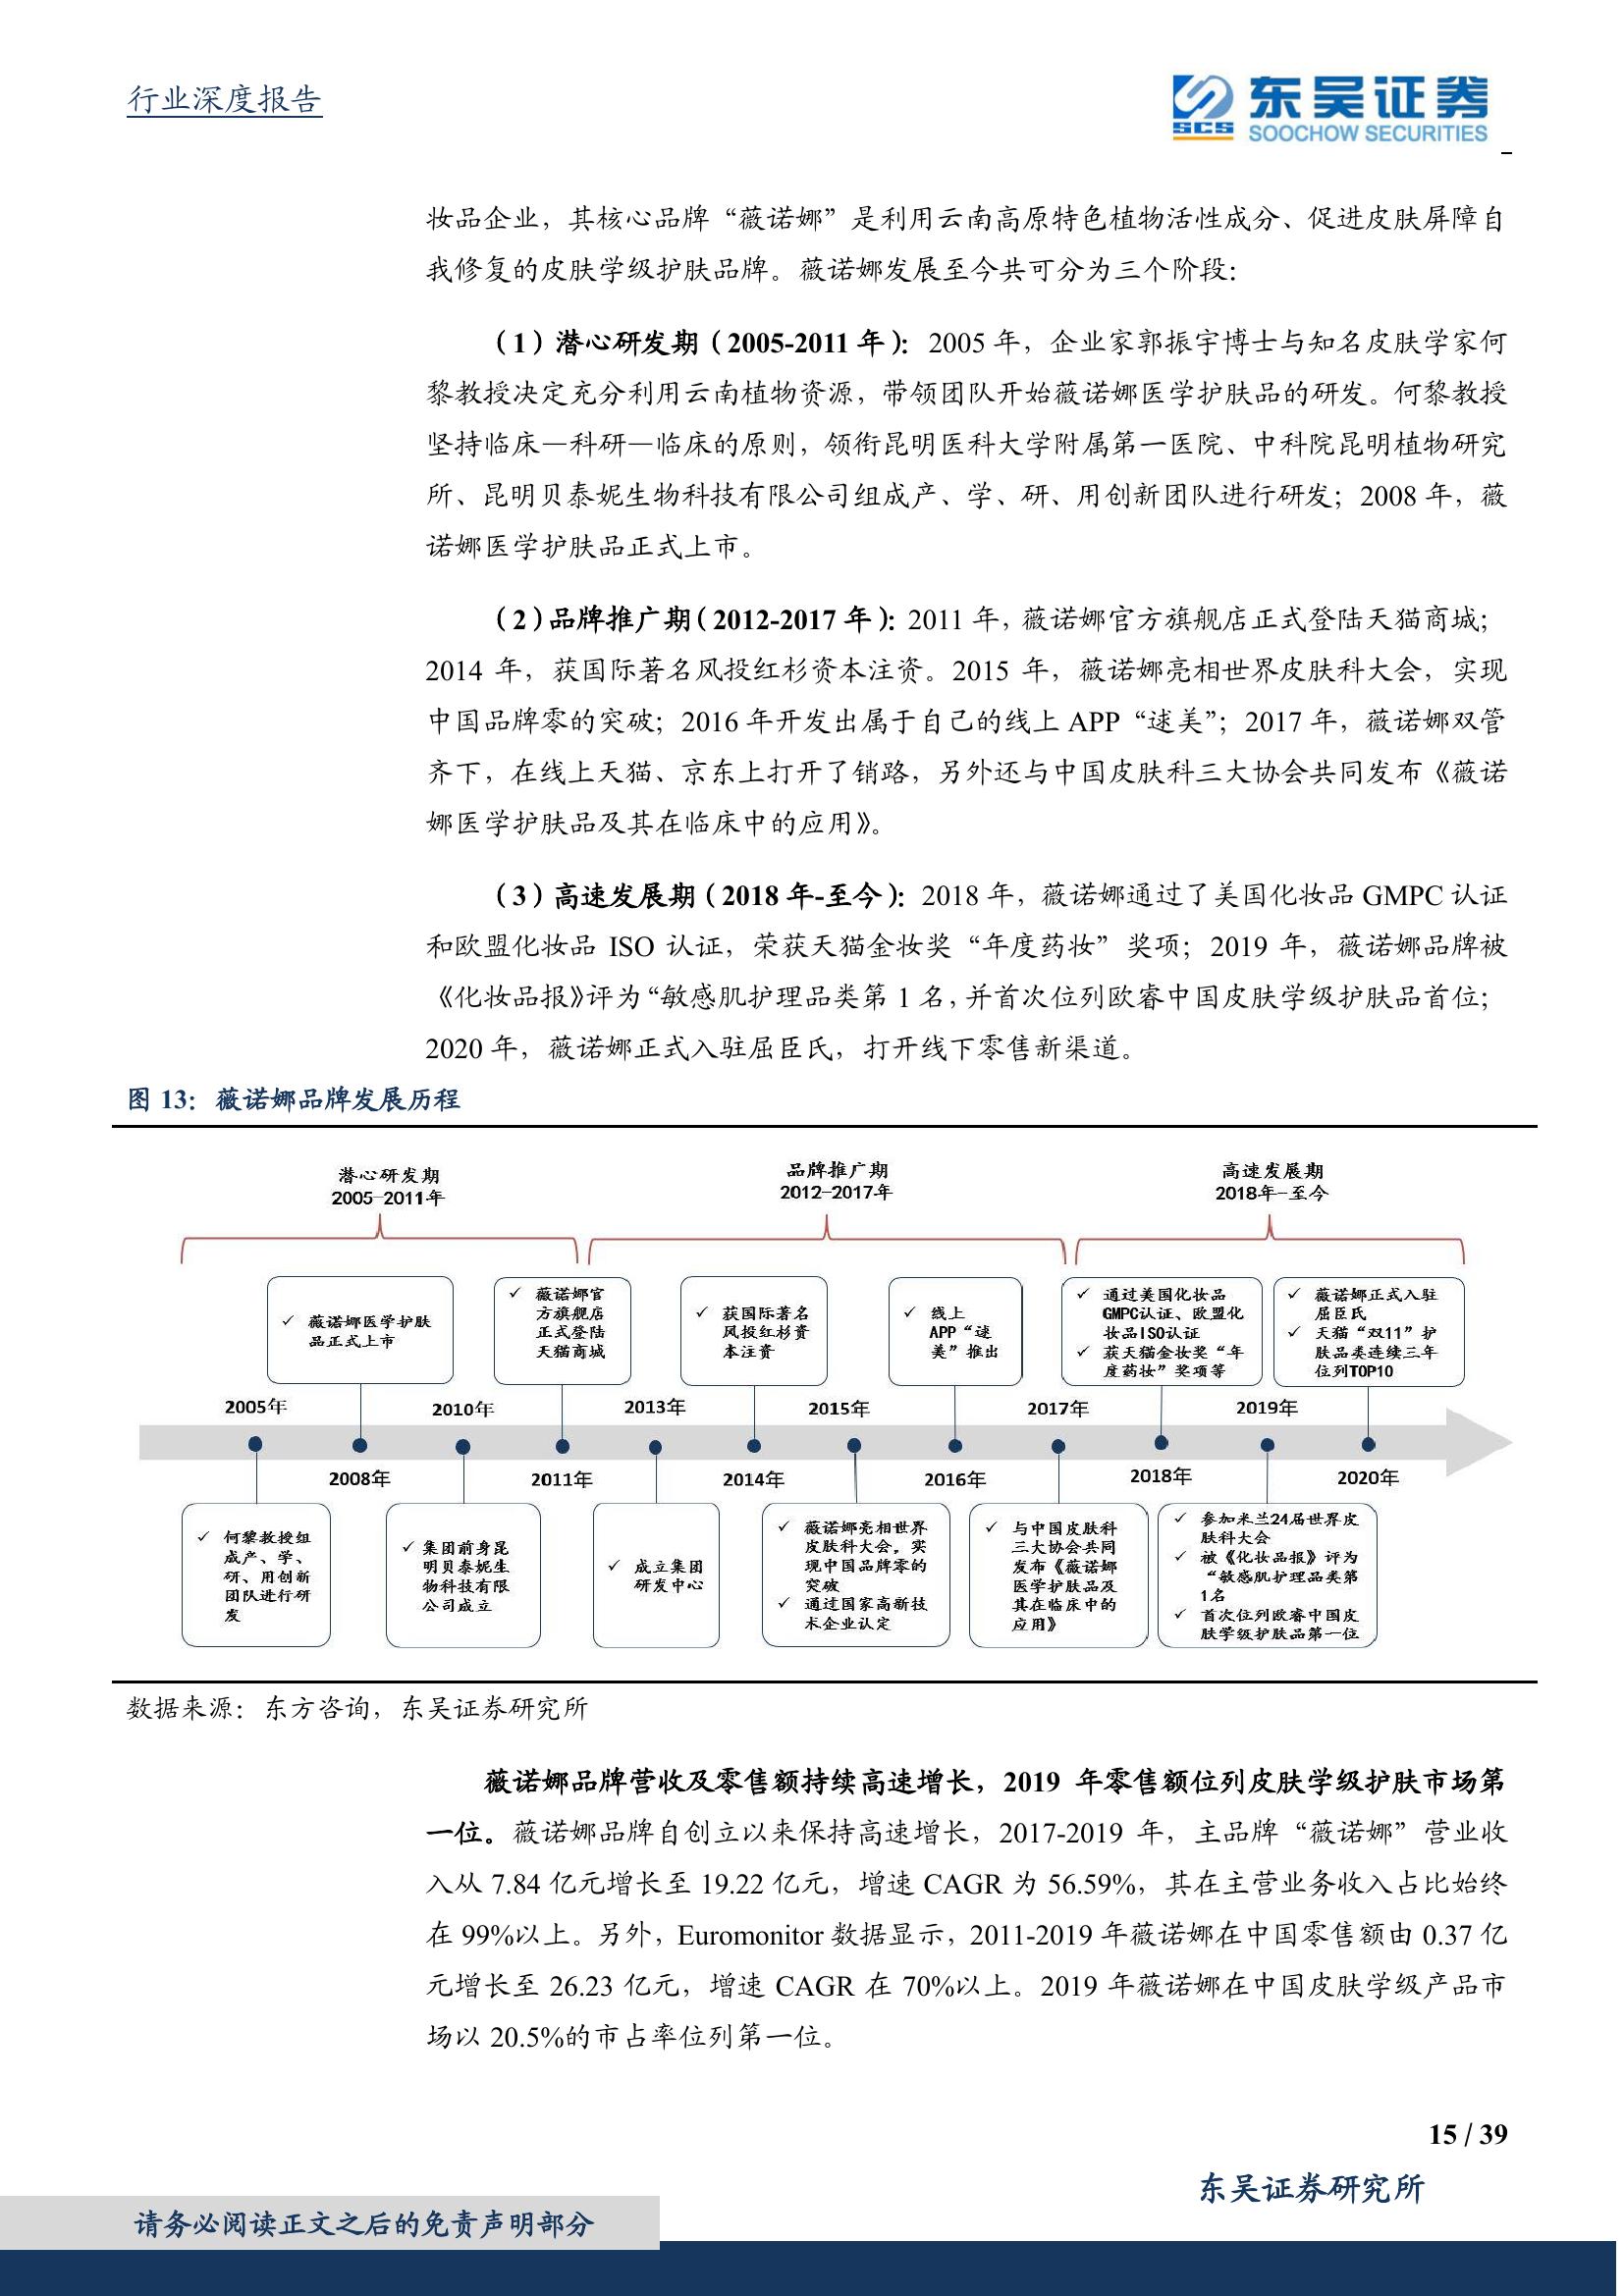 行业深度报告
东吴证券
SCS
SOOCHOW SECURITIES
妆品企业，其核心品牌“薇诺娜”是利用云南高原特色植物活性成分、促进皮肤屏障自
我修复的皮肤学级护肤品牌。薇诺娜发展至今共可分为三个阶段：
（1）潜心研发期（2005-2011 年）：2005 年，企业家郭振宇博士与知名皮肤学家何
黎教授决定充分利用云南植物资源，带领团队开始薇诺娜医学护肤品的研发。何黎教授
坚持临床—科研—临床的原则，领衔昆明医科大学附属第一医院、中科院昆明植物研究
所、昆明贝泰妮生物科技有限公司组成产、学、研、用创新团队进行研发；2008 年，薇
诺娜医学护肤品正式上市。
（2）品牌推广期（2012-2017 年）：2011 年，薇诺娜官方旗舰店正式登陆天猫商城；
2014 年，获国际著名风投红杉资本注资。2015 年，薇诺娜亮相世界皮肤科大会，实现
中国品牌零的突破；2016 年开发出属于自己的线上 APP“逑美”；2017 年，薇诺娜双管
齐下，在线上天猫、京东上打开了销路，另外还与中国皮肤科三大协会共同发布《薇诺
娜医学护肤品及其在临床中的应用》。
（3）高速发展期（2018 年-至今）：2018 年，薇诺娜通过了美国化妆品 GMPC 认证
和欧盟化妆品 ISO 认证，荣获天猫金妆奖“年度药妆”奖项；2019 年，薇诺娜品牌被
《化妆品报》评为“敏感肌护理品类第 1 名，并首次位列欧睿中国皮肤学级护肤品首位；
2020 年，薇诺娜正式入驻屈臣氏，打开线下零售新渠道。
图 13：薇诺娜品牌发展历程
潜心研发期
2005-2011年
品牌推广期
2012-2017年
高速发展期
2018年-至今
✓ 薇诺娜医学护肤
品正式上市
✓ 薇诺娜官
方旗舰店
正式登陆
天猫商城
✓ 获国际著名
风投红杉资
本注资
✓ 线上
APP“逑
美”推出
✓ 通过美国化妆品
GMPC认证、欧盟化
妆品ISO认证
✓ 获天猫金妆奖“年
度药妆”奖项等
✓ 薇诺娜正式入驻
屈臣氏
✓ 天猫“双11”护
肤品类连续三年
位列TOP10
2005年
2010年
2013年
2015年
2017年
2019年
2008年
2011年
2014年
2016年
2018年
2020年
✓ 何黎教授组
成产、学、
研、用创新
团队进行研
发
✓ 集团前身昆
明贝泰妮生
物科技有限
公司成立
✓ 成立集团
研发中心
✓ 薇诺娜亮相世界
皮肤科大会，实
现中国品牌零的
突破
✓ 通过国家高新技
术企业认定
✓ 与中国皮肤科
三大协会共同
发布《薇诺娜
医学护肤品及
其在临床中的
应用》
✓ 参加米兰24届世界皮
肤科大会
✓ 被《化妆品报》评为
“敏感肌护理品类第
1名
✓ 首次位列欧睿中国皮
肤学级护肤品第一位
数据来源：东方咨询，东吴证券研究所
薇诺娜品牌营收及零售额持续高速增长，2019 年零售额位列皮肤学级护肤市场第
一位。薇诺娜品牌自创立以来保持高速增长，2017-2019 年，主品牌“薇诺娜”营业收
入从 7.84 亿元增长至 19.22 亿元，增速 CAGR 为 56.59%，其在主营业务收入占比始终
在 99%以上。另外，Euromonitor 数据显示，2011-2019 年薇诺娜在中国零售额由 0.37 亿
元增长至 26.23 亿元，增速 CAGR 在 70%以上。2019 年薇诺娜在中国皮肤学级产品市
场以 20.5%的市占率位列第一位。
15 / 39
东吴证券研究所
请务必阅读正文之后的免责声明部分